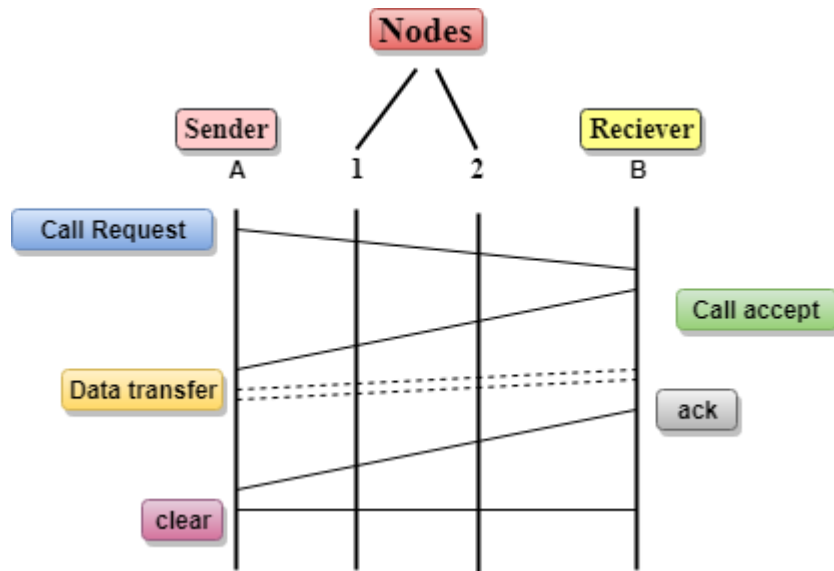 Nodes
Sender
Reciever
A
1
2
B
Call Request
Call accept
Data transfer
ack
clear